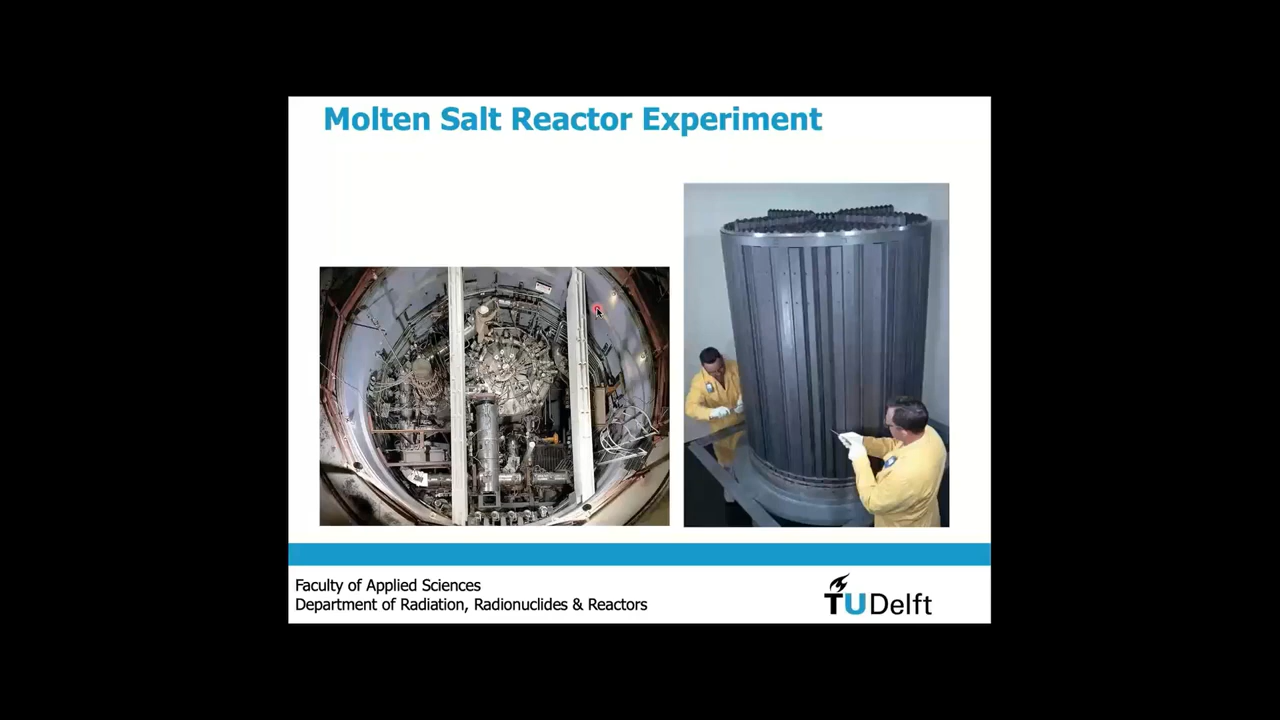 Molten Salt Reactor Experiment
Faculty of Applied Sciences
Department of Radiation, Radionuclides & Reactors
TUDelft